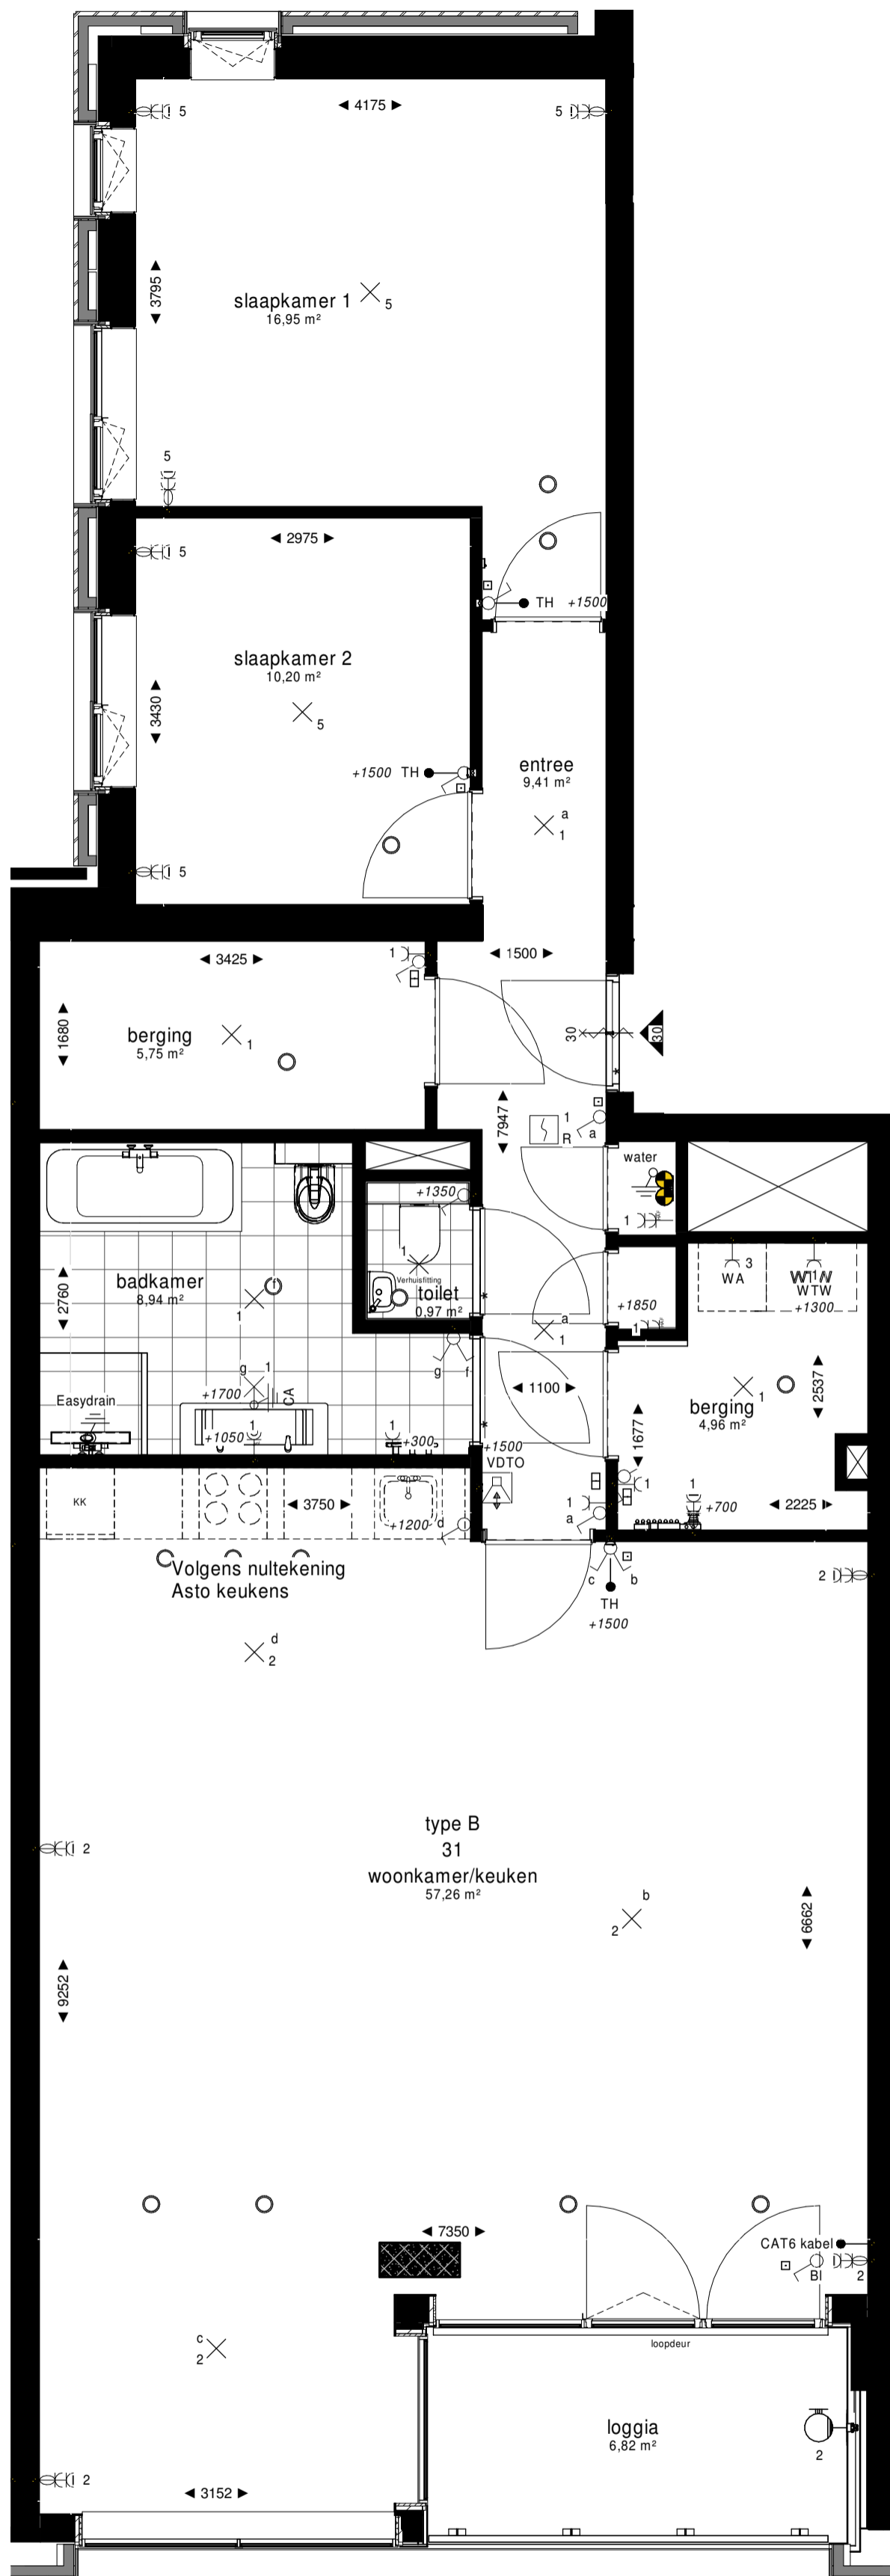 5
4175
5
3795
slaapkamer 1
5
16,95 m²
5
2975
5
TH
+1500
slaapkamer 2
10,20 m²
3430
5
+1500
TH
entree
9,41 m²
a
1
5
3425
1
1500
1680
berging
5,75 m²
1
30
30
*
7947
1
R
a
water
1
+1350
1
Verhuisfitting
toilet
0,97 m²
*
badkamer
8,94 m²
1
2760
WA
3
1
WTW
+1300
+1850
1
a
1
g
f
g
1
CA
+1700
+1050
1
1
+300
Easydrain
1100
*
berging
4,96 m²
1
2537
1677
+1500
VDTO
1
1
+700
2225
1
a
KK
3750
+1200
d
Volgens nultekening
Asto keukens
c
b
TH
+1500
2
d
2
type B
31
woonkamer/keuken
57,26 m²
2
b
2
6662
9252
7350
CAT6 kabel
BI
2
loopdeur
c
2
loggia
6,82 m²
2
2
3152